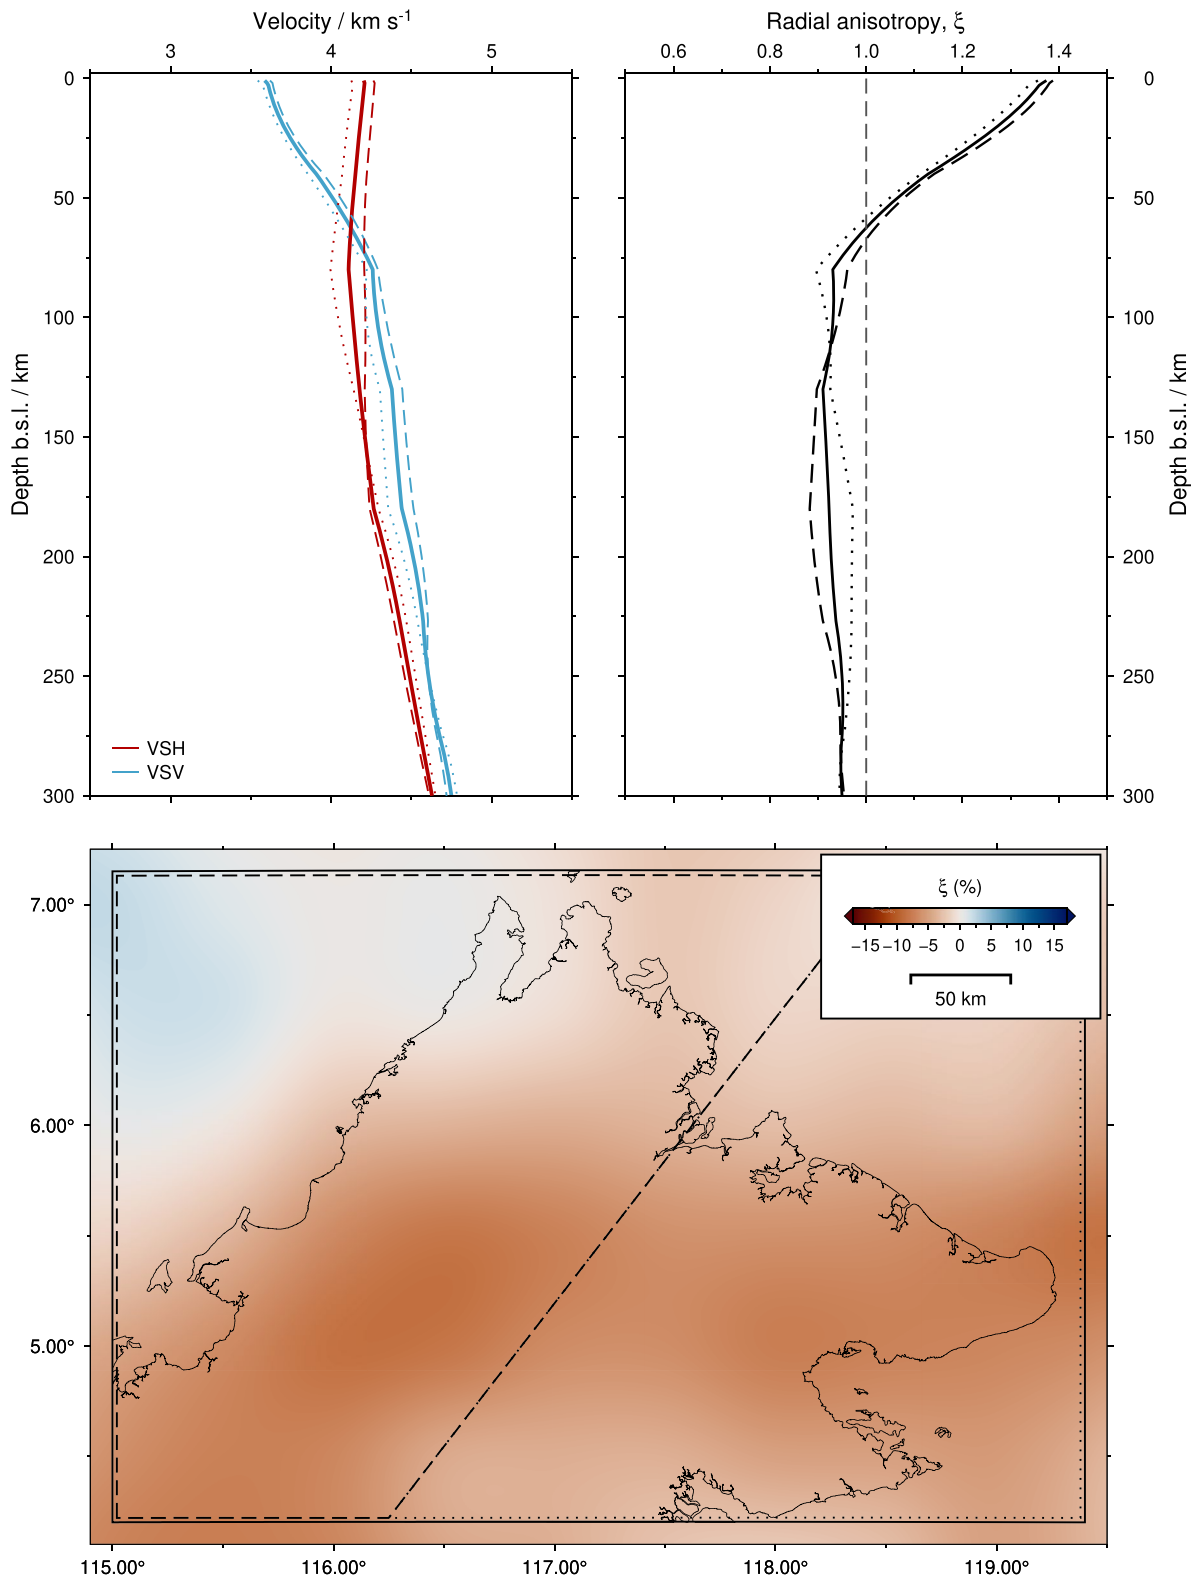 Velocity / km s-1
3 4 5
Radial anisotropy, ξ
0.6 0.8 1.0 1.2 1.4
0
50
100
150
200
250
300
Depth b.s.l. / km
VSH
VSV
0
50
100
150
200
250
300
Depth b.s.l. / km
ξ (%)
−15 −10 −5 0 5 10 15
50 km
7.00°
6.00°
5.00°
115.00° 116.00° 117.00° 118.00° 119.00°